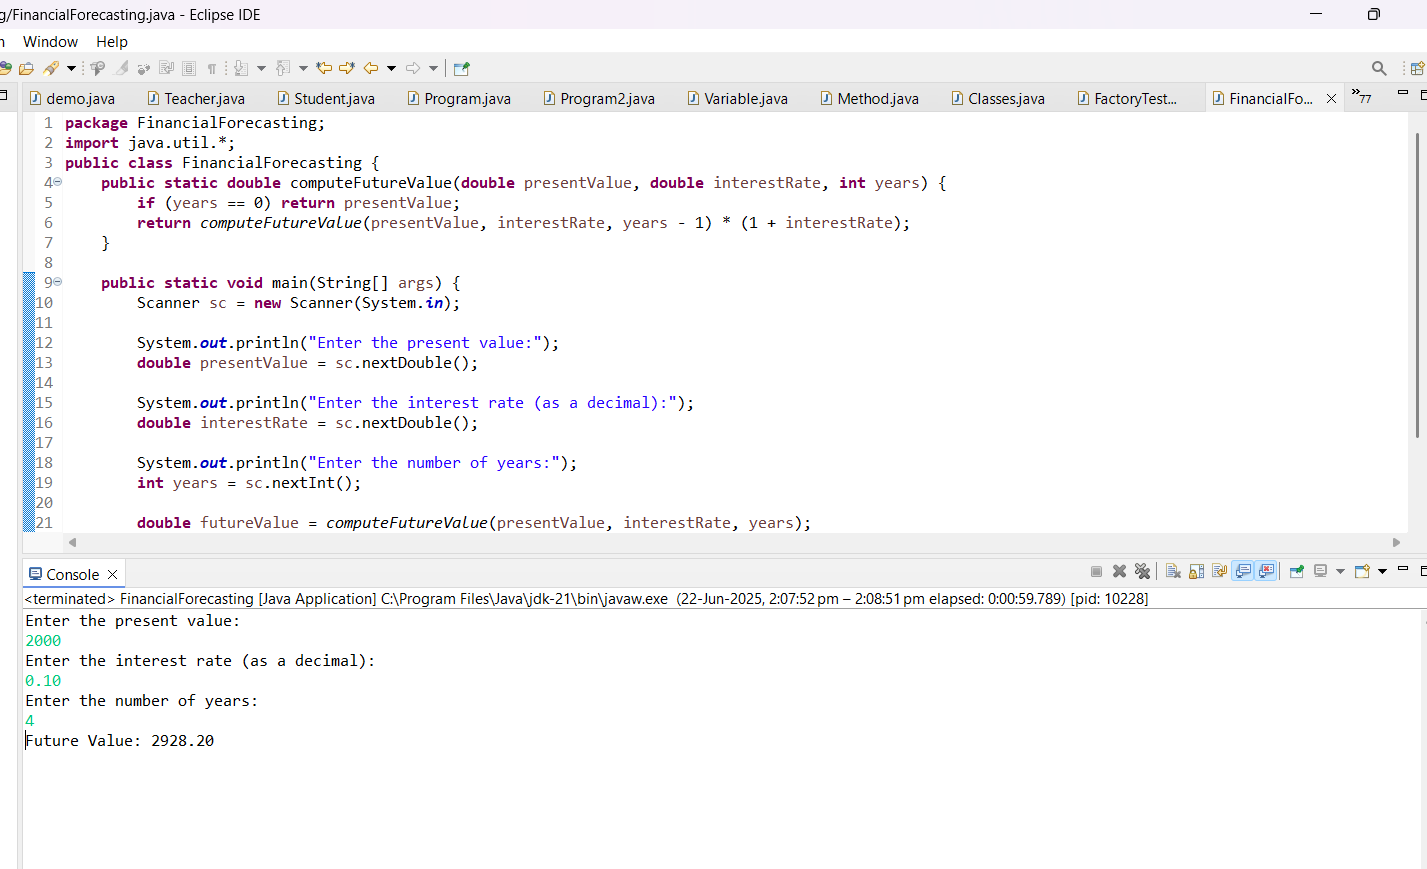 g/FinancialForecasting.java - Eclipse IDE
Window Help
demo.java Teacher.java Student.java Program.java Program2.java Variable.java Method.java Classes.java FactoryTest... FinancialFo... »77
1 package FinancialForecasting;
2 import java.util.*;
3 public class FinancialForecasting {
4 public static double computeFutureValue(double presentValue, double interestRate, int years) {
5 if (years == 0) return presentValue;
6 return computeFutureValue(presentValue, interestRate, years - 1) * (1 + interestRate);
7 }
8
9 public static void main(String[] args) {
10 Scanner sc = new Scanner(System.in);
11
12 System.out.println("Enter the present value:");
13 double presentValue = sc.nextDouble();
14
15 System.out.println("Enter the interest rate (as a decimal):");
16 double interestRate = sc.nextDouble();
17
18 System.out.println("Enter the number of years:");
19 int years = sc.nextInt();
20
21 double futureValue = computeFutureValue(presentValue, interestRate, years);
Console
<terminated> FinancialForecasting [Java Application] C:\Program Files\Java\jdk-21\bin\javaw.exe (22-Jun-2025, 2:07:52 pm – 2:08:51 pm elapsed: 0:00:59.789) [pid: 10228]
Enter the present value:
2000
Enter the interest rate (as a decimal):
0.10
Enter the number of years:
4
Future Value: 2928.20